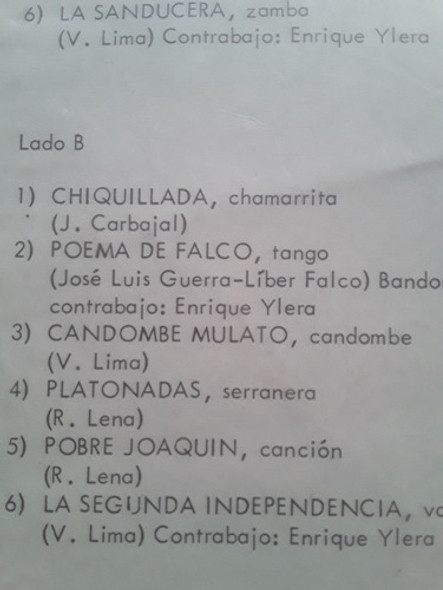 6) LA SANDUCERA, zamba
(V. Lima) Contrabajo: Enrique Ylera
Lado B
1) CHIQUILLADA, chamarrita
(J. Carbajal)
2) POEMA DE FALCO, tango
(José Luis Guerra-Líber Falco)
contrabajo: Enrique Ylera
3) CANDOMBE MULATO, candombe
(V. Lima)
4) PLATONADAS, serranera
(R. Lena)
5) POBRE JOAQUIN, canción
(R. Lena)
6) LA SEGUNDA INDEPENDENCIA,
(V. Lima) Contrabajo: Enrique Ylera